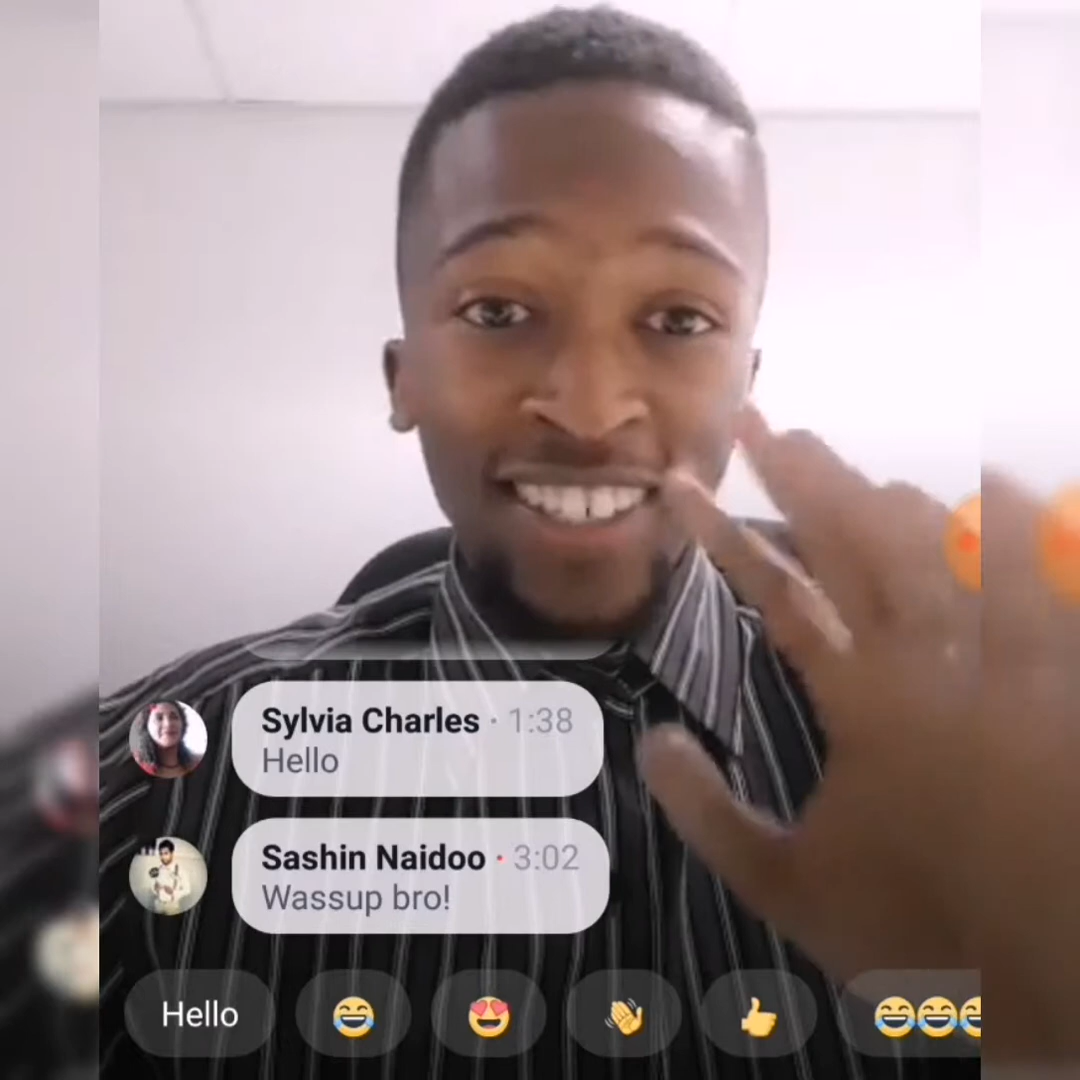 Sylvia Charles · 1:38
Hello
Sashin Naidoo · 3:02
Wassup bro!
Hello